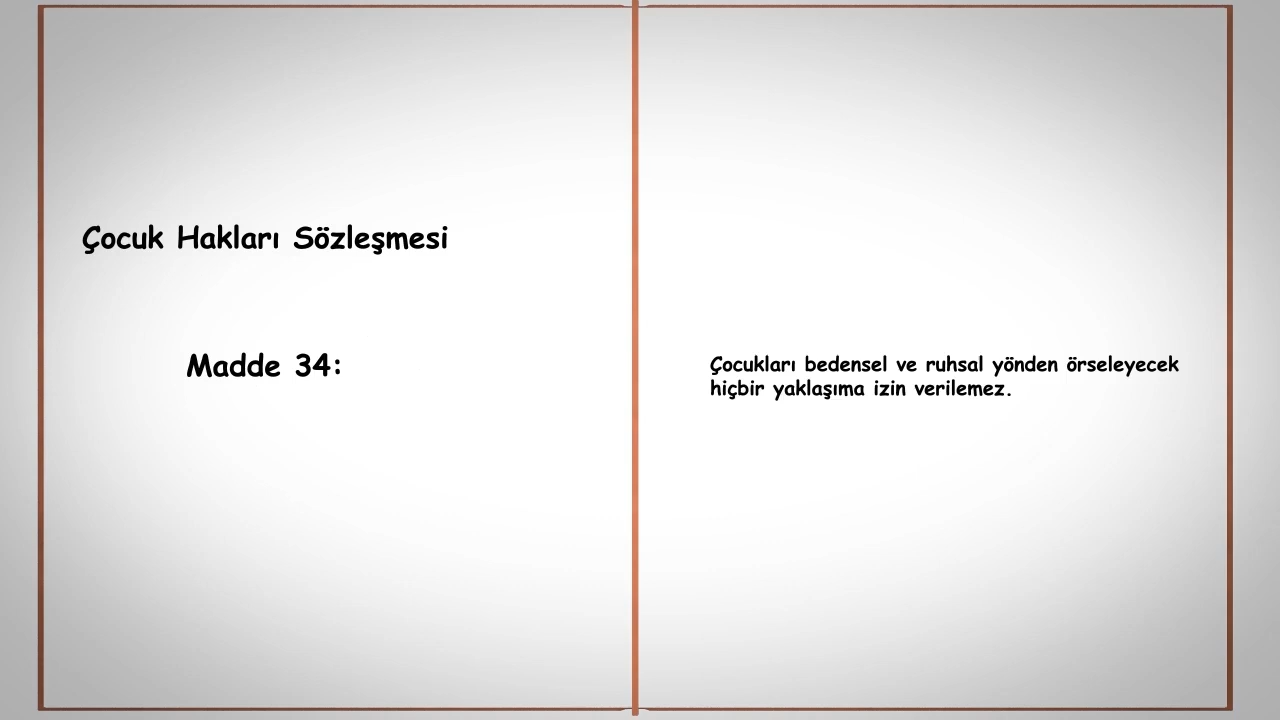 Çocuk Hakları Sözleşmesi
Madde 34:
Çocukları bedensel ve ruhsal yönden örseleyecek
hiçbir yaklaşıma izin verilemez.